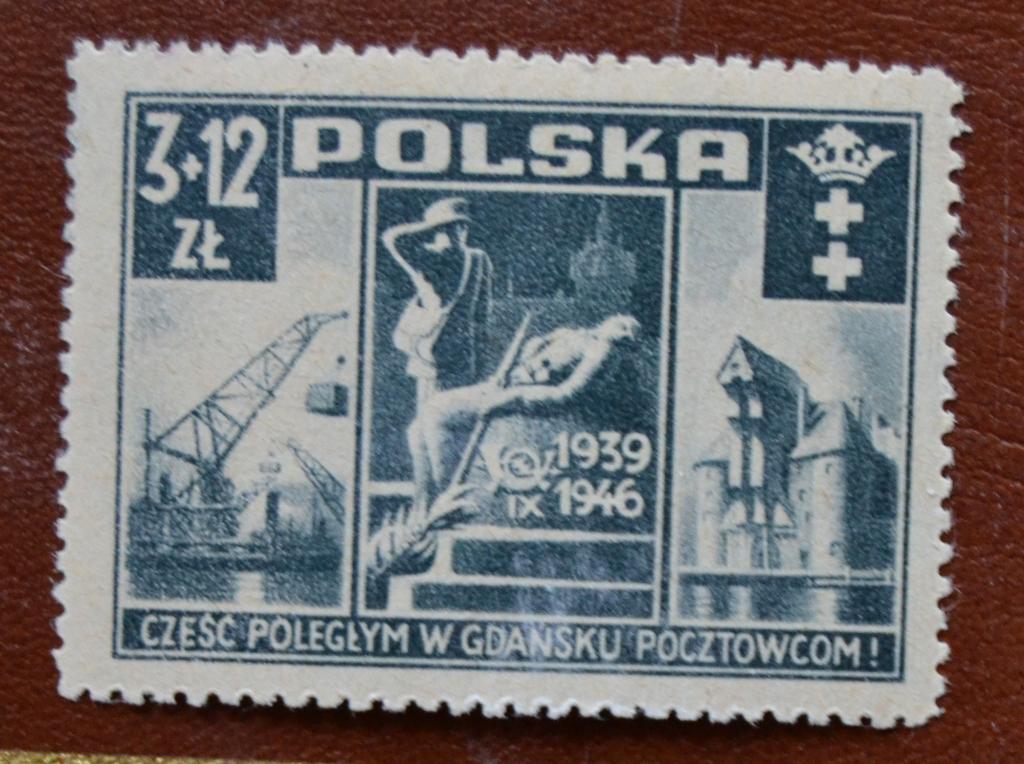 3+12
ZŁ
POLSKA
1939
IX 1946
CZEŚĆ POLEGŁYM W GDAŃSKU POCZTOWCOM!